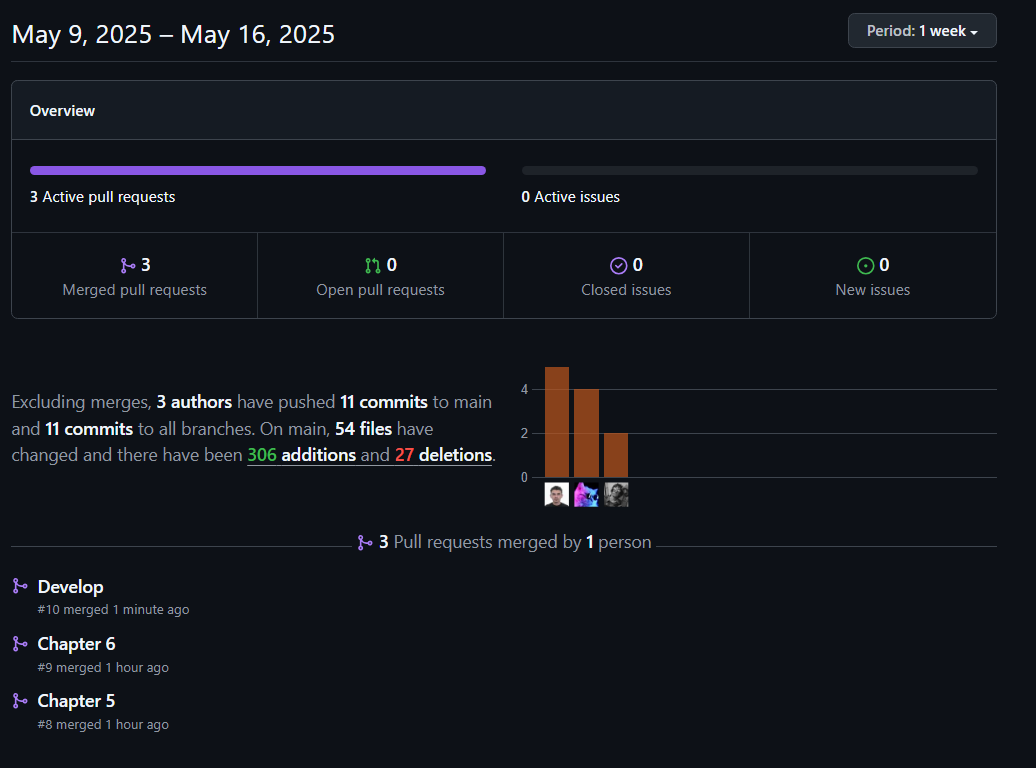 May 9, 2025 – May 16, 2025
Period: 1 week
Overview
3 Active pull requests
0 Active issues
3
Merged pull requests
0
Open pull requests
0
Closed issues
0
New issues
Excluding merges, 3 authors have pushed 11 commits to main
and 11 commits to all branches. On main, 54 files have
changed and there have been 306 additions and 27 deletions.
4
2
0
3 Pull requests merged by 1 person
Develop
#10 merged 1 minute ago
Chapter 6
#9 merged 1 hour ago
Chapter 5
#8 merged 1 hour ago